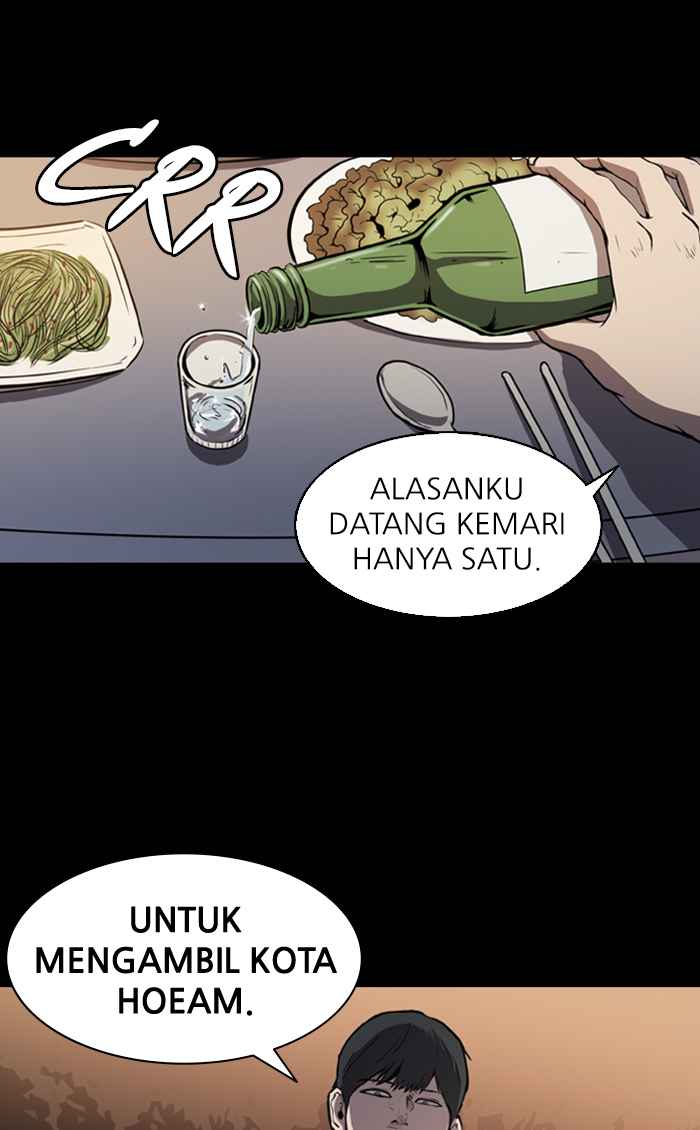 CRR
ALASANKU
DATANG KEMARI
HANYA SATU.
UNTUK
MENGAMBIL KOTA
HOEAM.